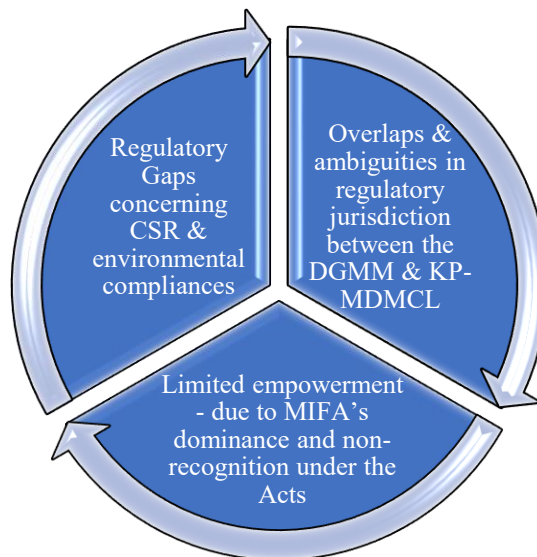 Regulatory
Gaps
concerning
CSR &
environmental
compliances
Overlaps &
ambiguities in
regulatory
jurisdiction
between the
DGMM & KP-
MDMCL
Limited empowerment
- due to MIFA's
dominance and non-
recognition under the
Acts